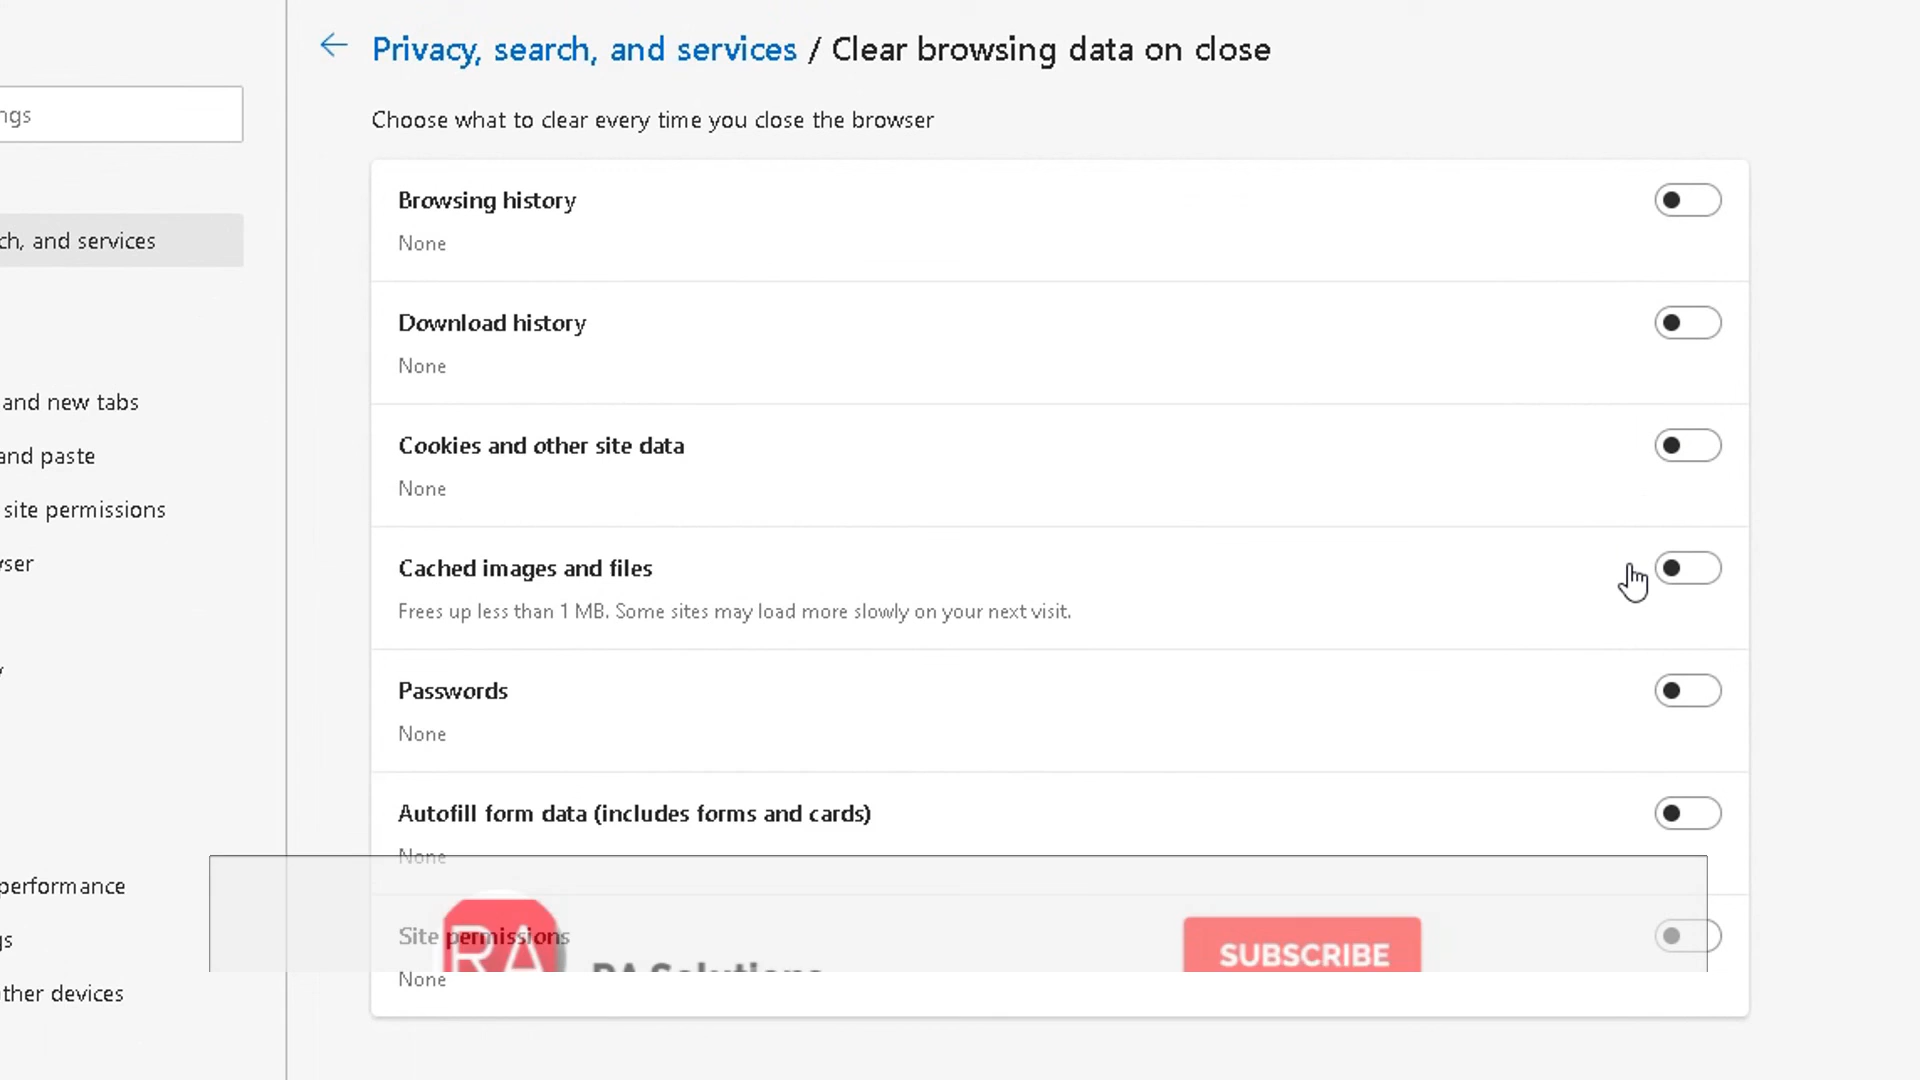 Privacy, search, and services / Clear browsing data on close
Choose what to clear every time you close the browser
ngs
ch, and services
and new tabs
and paste
site permissions
wser
y
performance
gs
ther devices
Browsing history
None
Download history
None
Cookies and other site data
None
Cached images and files
Frees up less than 1 MB. Some sites may load more slowly on your next visit.
Passwords
None
Autofill form data (includes forms and cards)
None
Site permissions
None
RA
RA Solutions
SUBSCRIBE